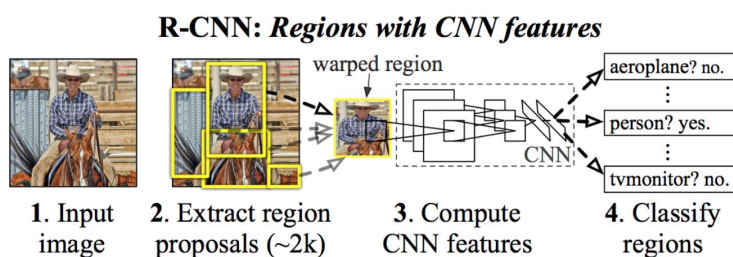 R-CNN: Regions with CNN features
warped region
aeroplane? no.
⋮
person? yes.
⋮
tvmonitor? no.
CNN
1. Input
image
2. Extract region
proposals (~2k)
3. Compute
CNN features
4. Classify
regions